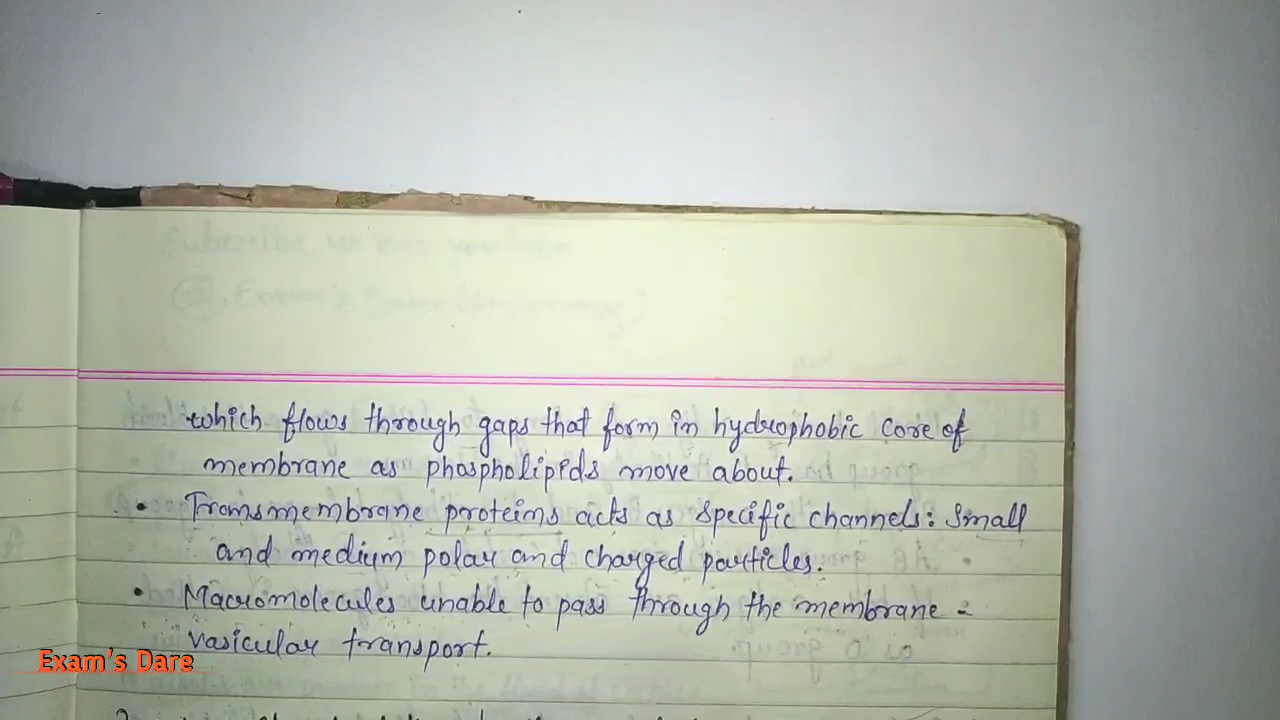 which flows through gaps that form in hydrophobic core of
membrane as phospholipids move about.
• Transmembrane proteins acts as specific channels: Small
and medium polar and charged particles.
• Macromolecules unable to pass through the membrane -
vasicular transport.
Exam's Dare